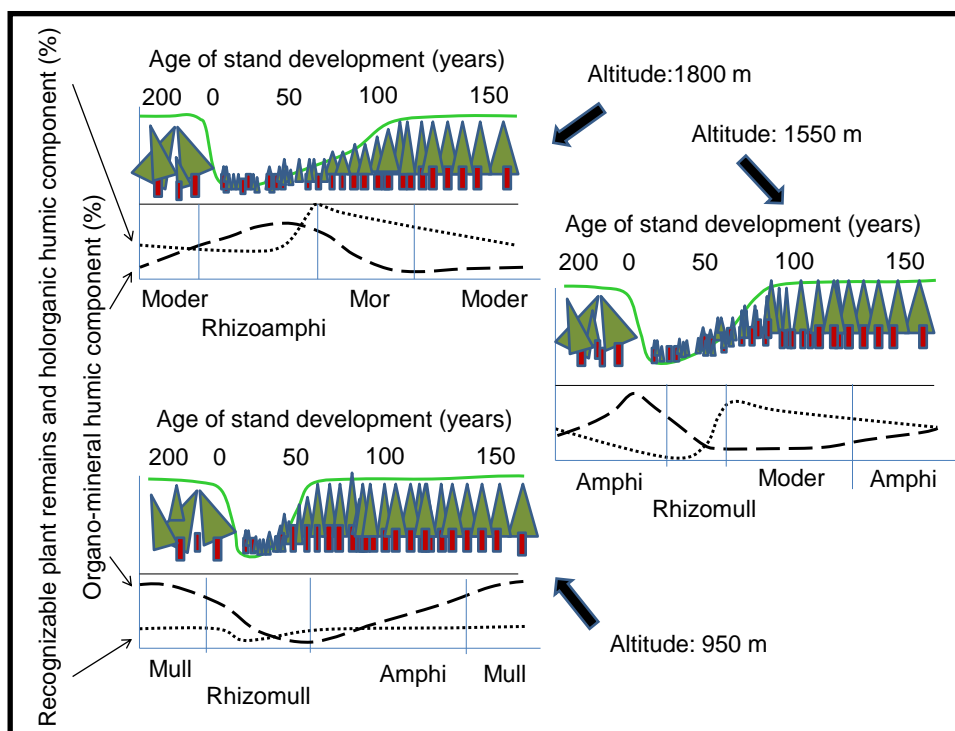 Recognizable plant remains and holorganic humic component (%)
Organo-mineral humic component (%)
Age of stand development (years)
200 0 50 100 150
Moder Mor Moder
Rhizoamphi
Altitude:1800 m
Altitude: 1550 m
Age of stand development (years)
200 0 50 100 150
Amphi Moder Amphi
Rhizomull
Age of stand development (years)
200 0 50 100 150
Mull Amphi Mull
Rhizomull
Altitude: 950 m